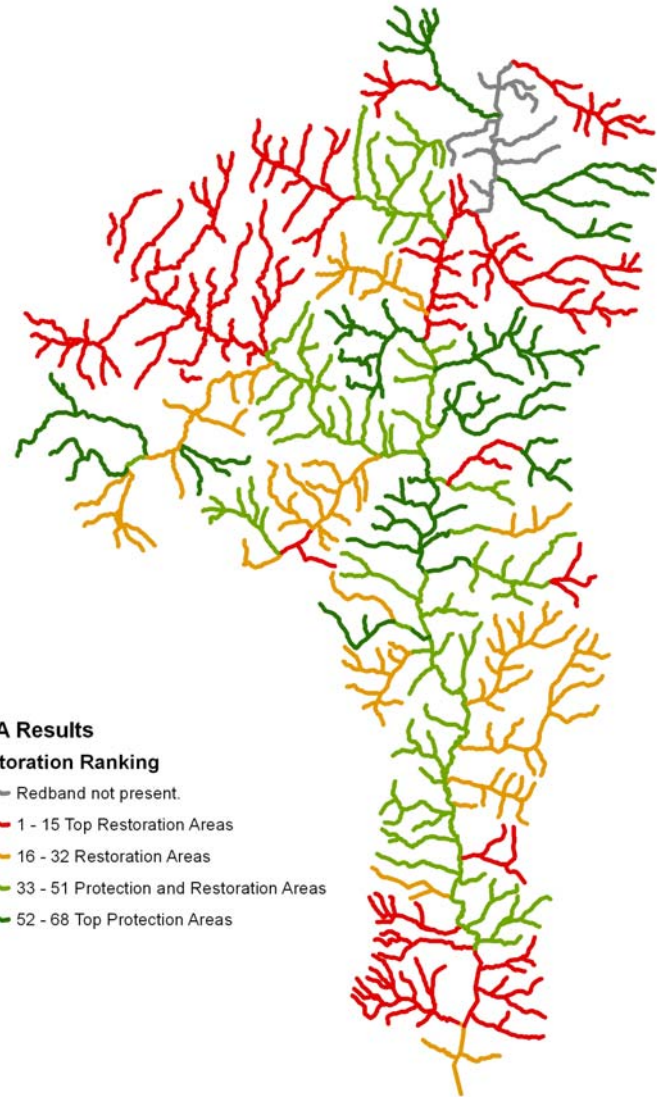 A Results
toration Ranking
Redband not present.
1 - 15 Top Restoration Areas
16 - 32 Restoration Areas
33 - 51 Protection and Restoration Areas
52 - 68 Top Protection Areas